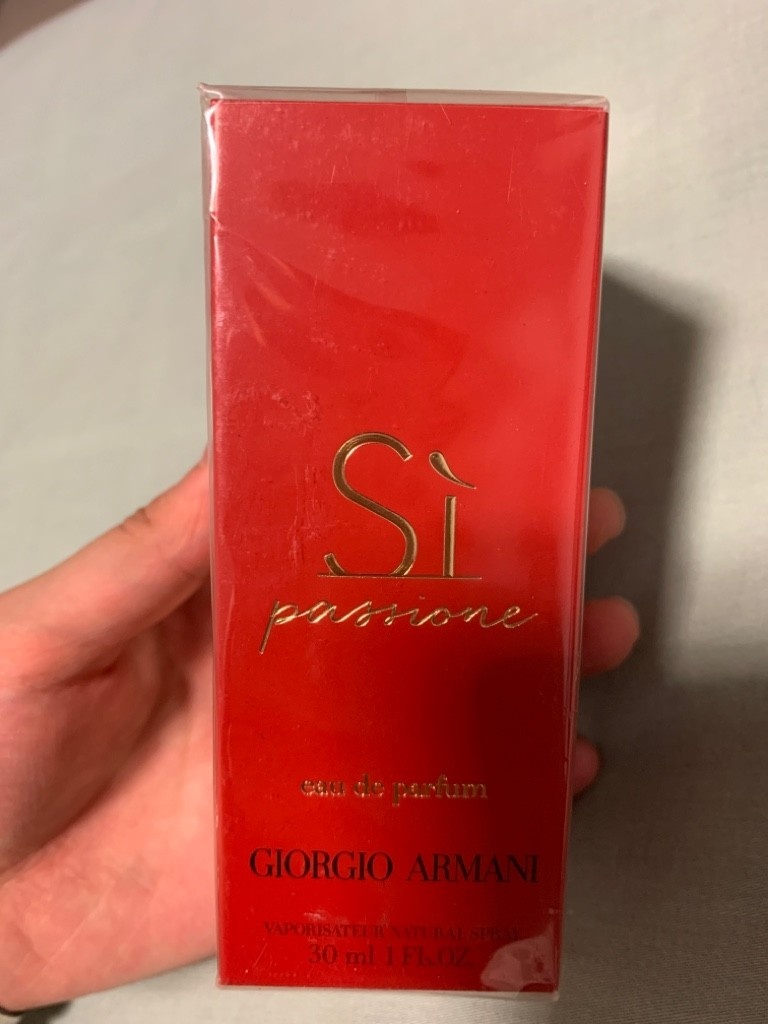 Sì
passione
eau de parfum
GIORGIO ARMANI
VAPORISATEUR NATURAL SPRAY
30 ml 1 FL.OZ